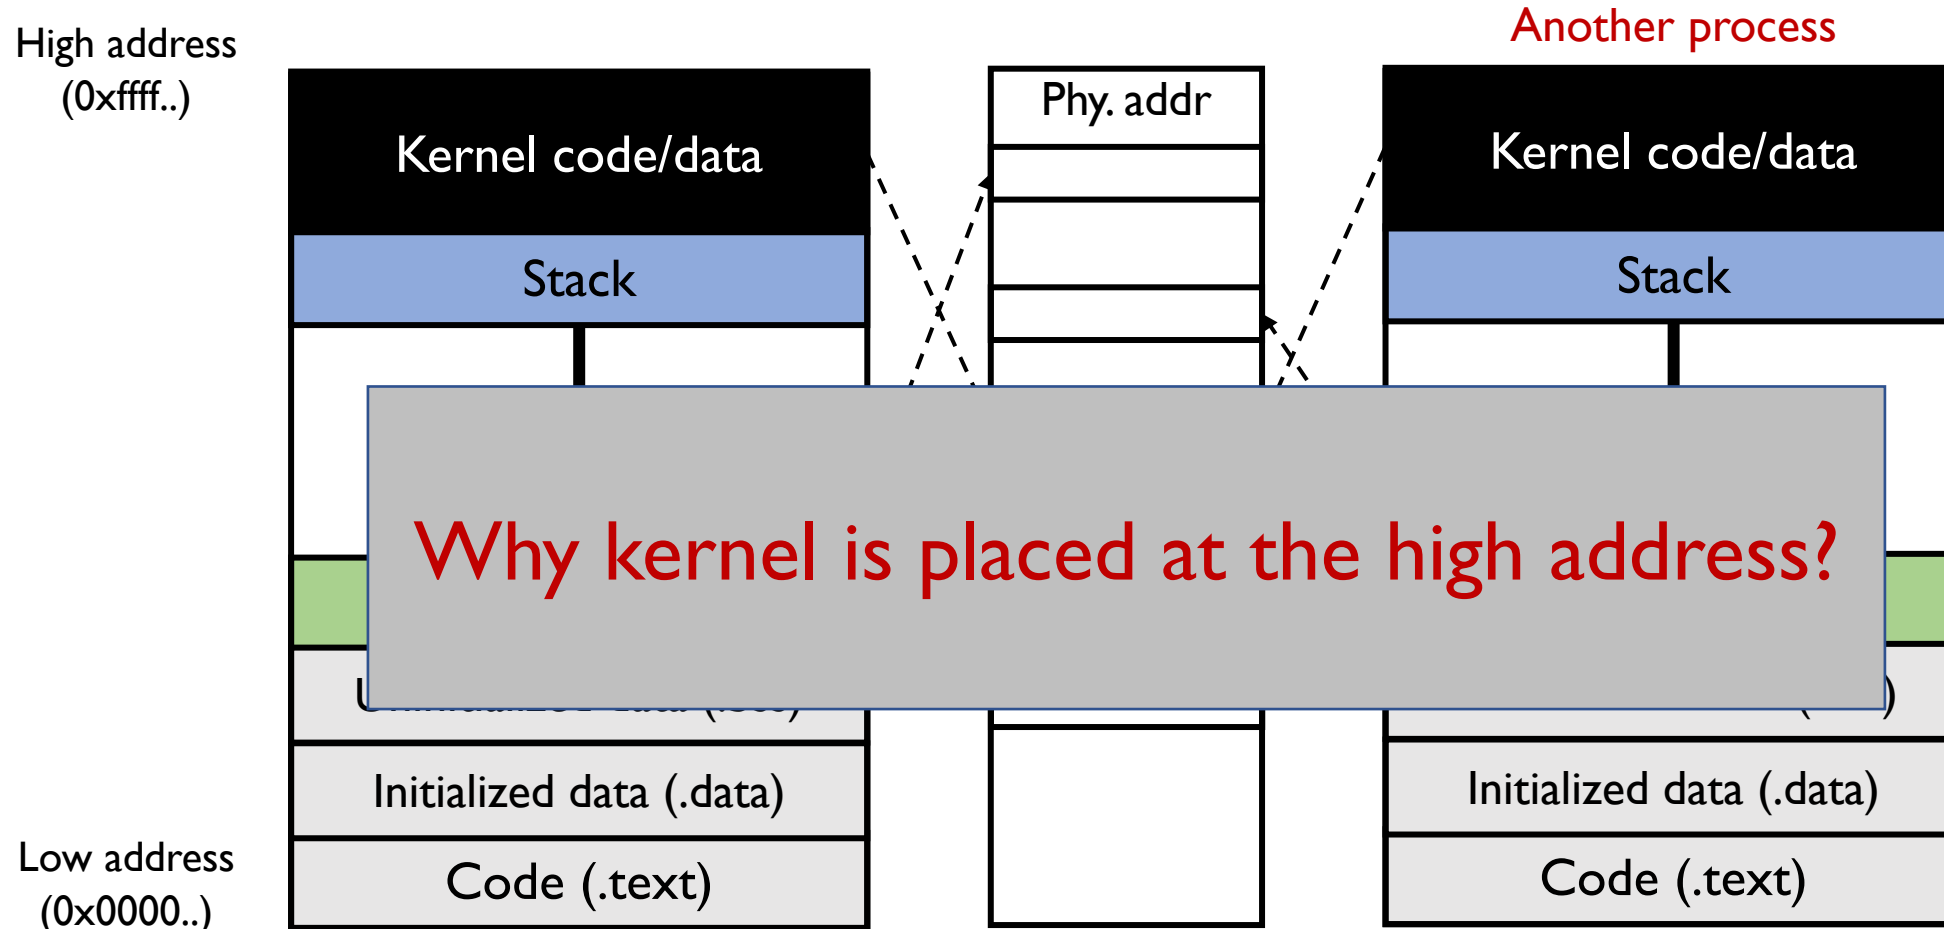 Another process
High address
(0xffff..)
Phy. addr
Kernel code/data
Kernel code/data
Stack
Stack
Why kernel is placed at the high address?
Initialized data (.data)
Initialized data (.data)
Low address
(0x0000..)
Code (.text)
Code (.text)